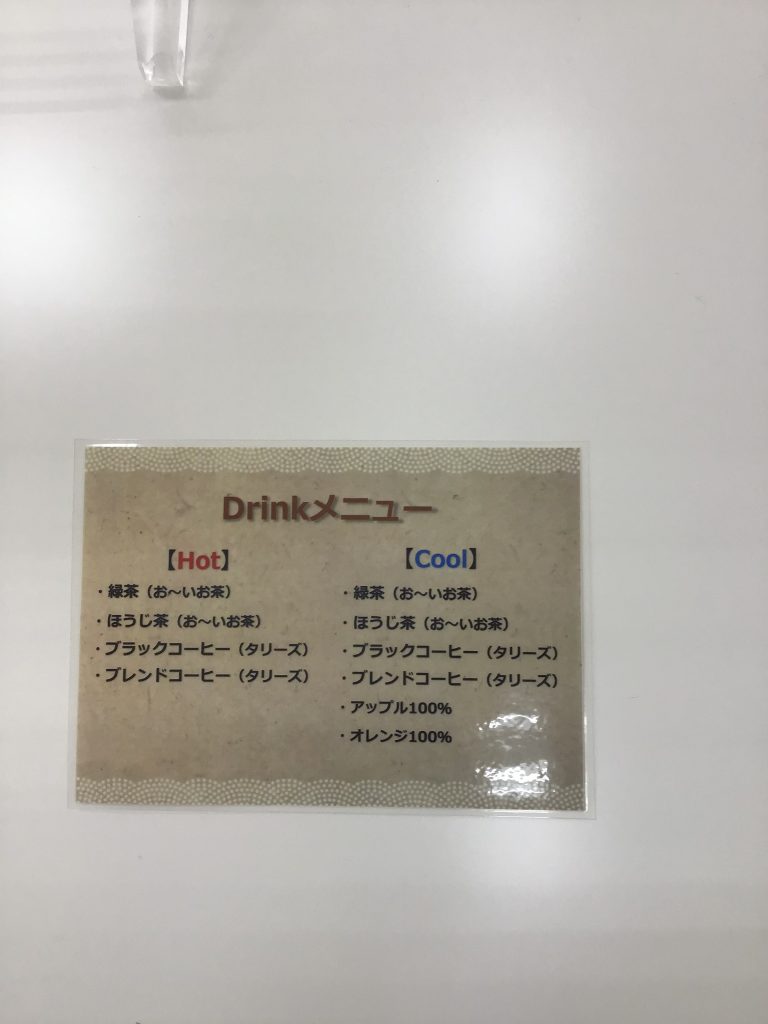 Drinkメニュー
【Hot】
・緑茶（お～いお茶）
・ほうじ茶（お～いお茶）
・ブラックコーヒー（タリーズ）
・ブレンドコーヒー（タリーズ）
【Cool】
・緑茶（お～いお茶）
・ほうじ茶（お～いお茶）
・ブラックコーヒー（タリーズ）
・ブレンドコーヒー（タリーズ）
・アップル100%
・オレンジ100%